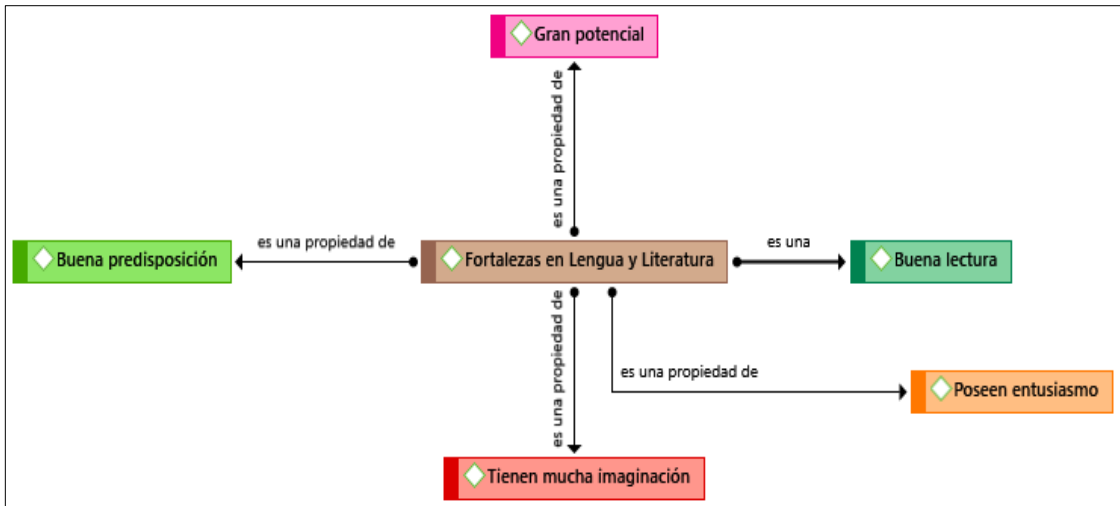 Gran potencial
es una propiedad de
es una propiedad de
es una
Buena predisposición
Fortalezas en Lengua y Literatura
Buena lectura
es una propiedad de
es una propiedad de
Poseen entusiasmo
Tienen mucha imaginación